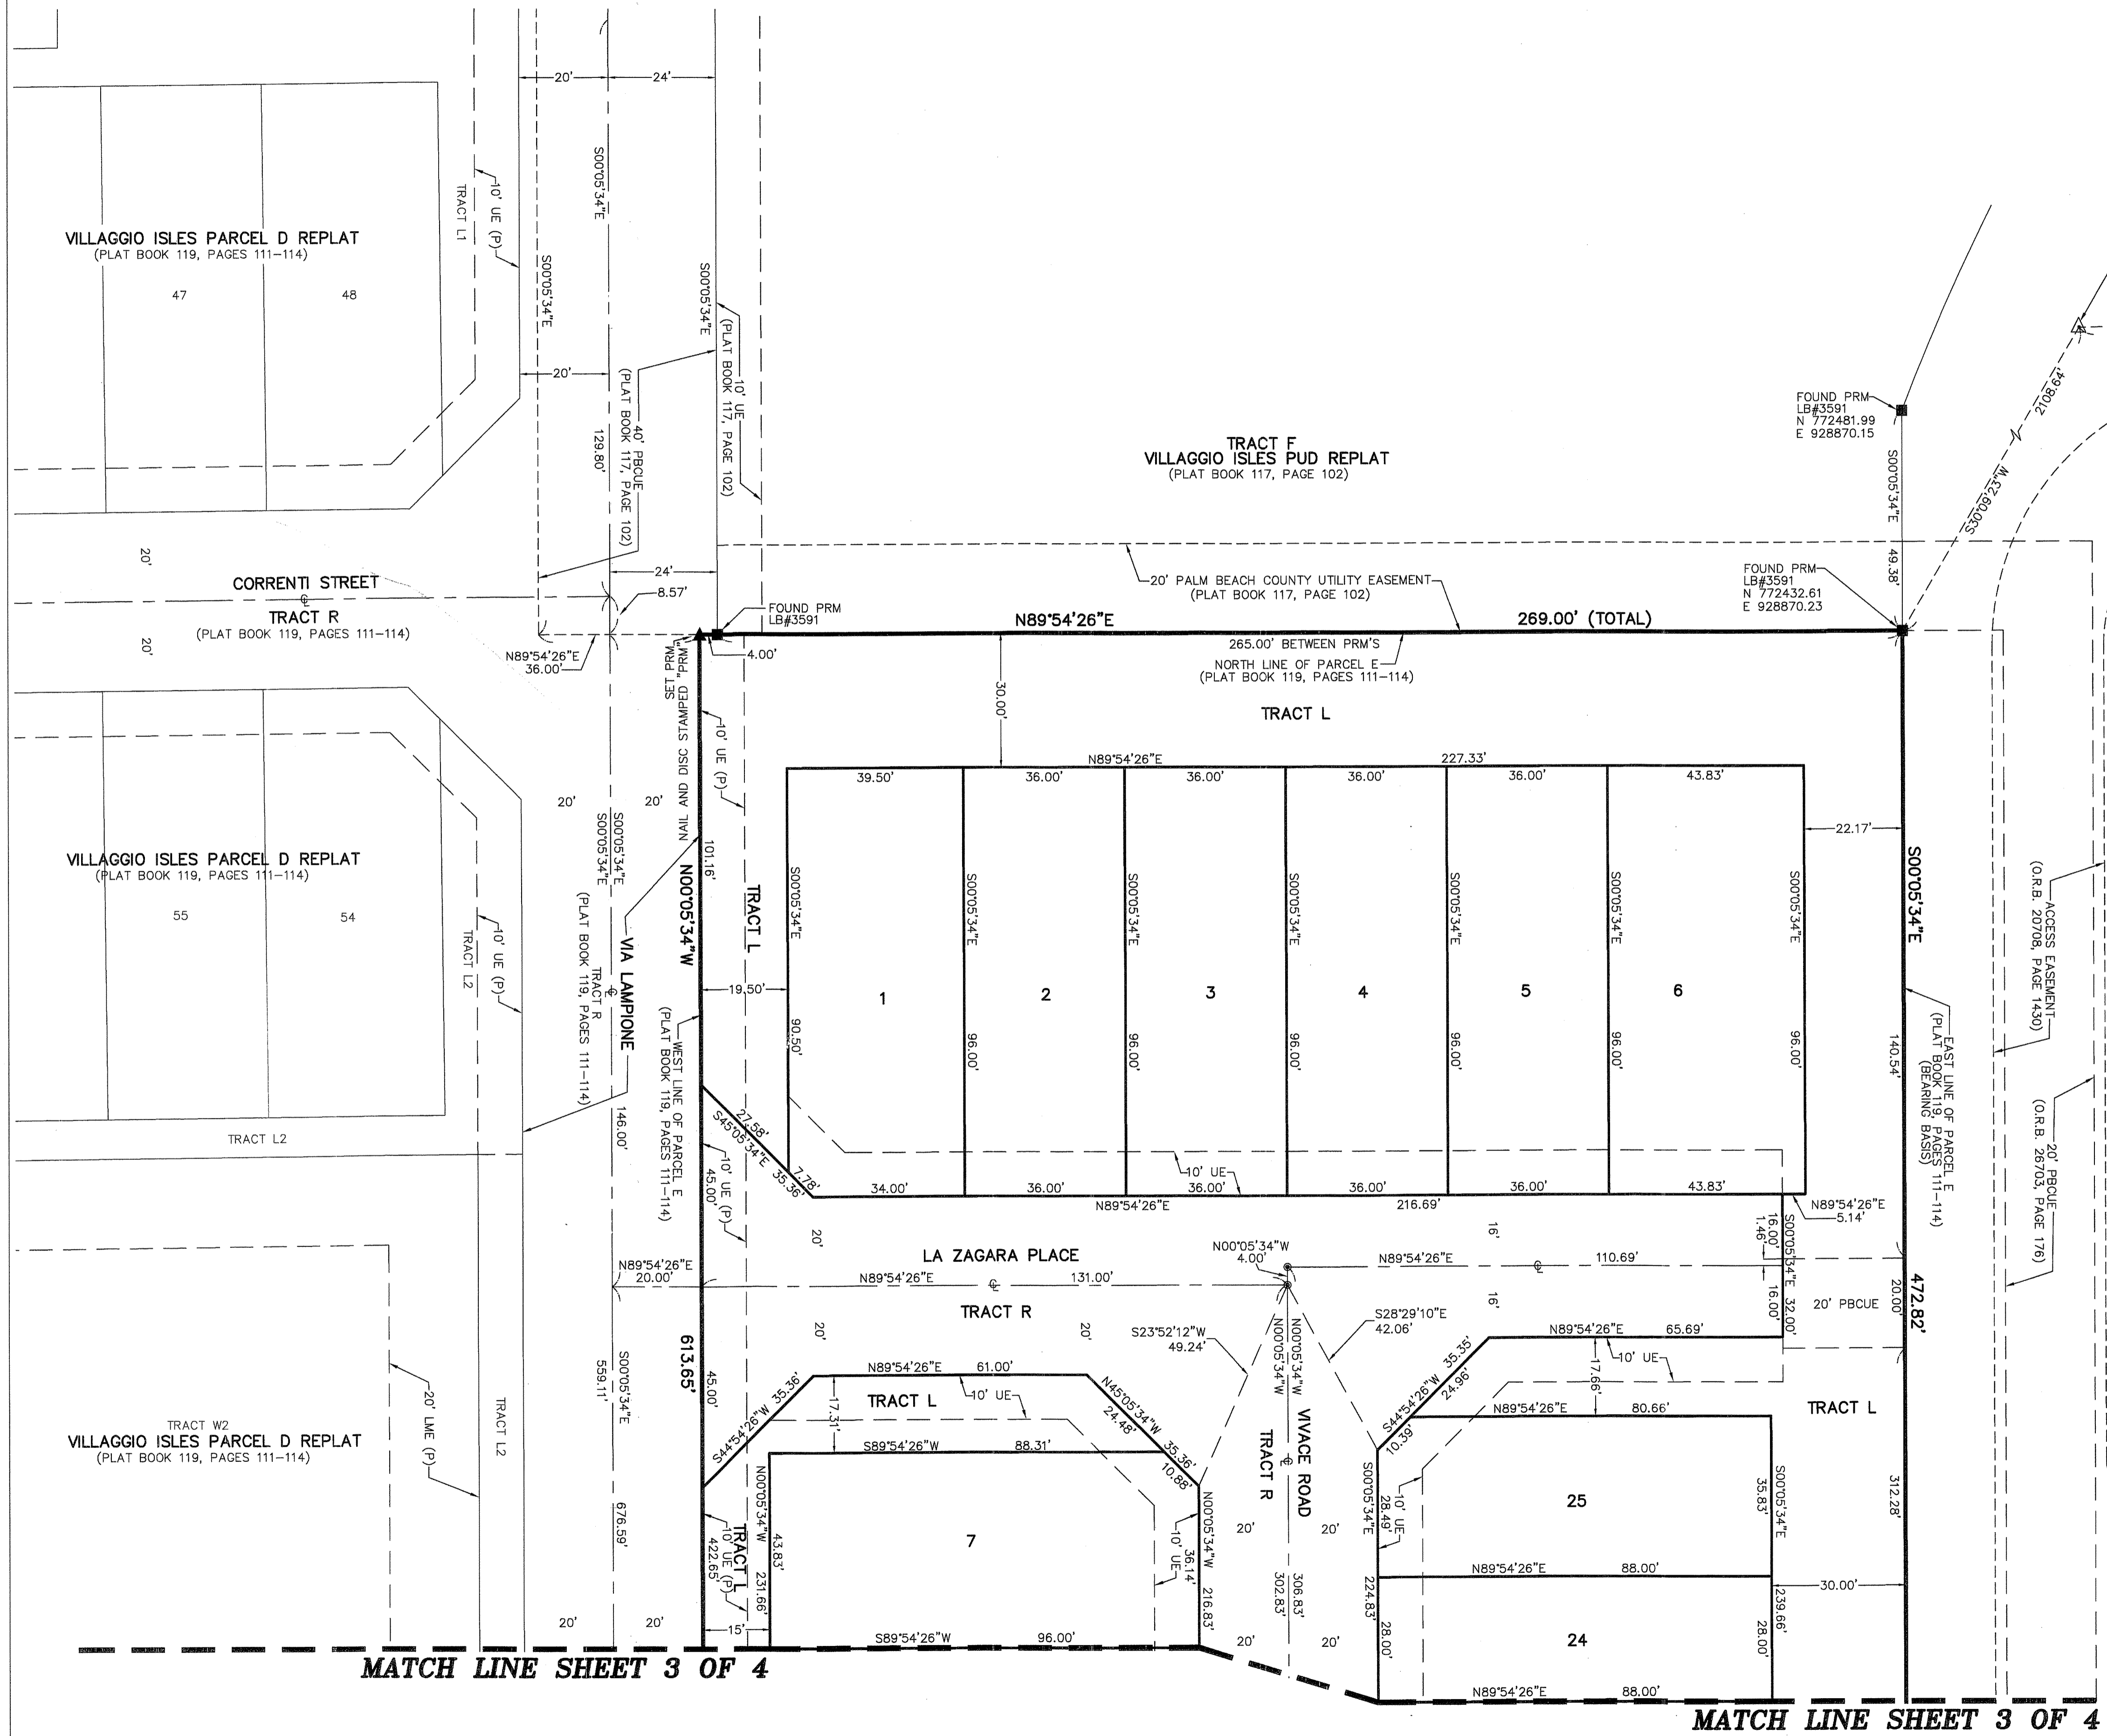 20'
24'
S00°05'34"E
S00°05'34"E
S00°05'34"E
10' UE (P)
TRACT L1
VILLAGGIO ISLES PARCEL D REPLAT
(PLAT BOOK 119, PAGES 111-114)
47
48
20'
10' UE
(PLAT BOOK 117, PAGE 102)
40' PBCUE
(PLAT BOOK 117, PAGE 102)
129.80'
TRACT F
VILLAGGIO ISLES PUD REPLAT
(PLAT BOOK 117, PAGE 102)
FOUND PRM
LB#3591
N 772481.99
E 928870.15
S00°05'34"E
49.38'
2108.64'
S30°09'23"W
20'
CORRENTI STREET
TRACT R
(PLAT BOOK 119, PAGES 111-114)
20'
24'
8.57'
FOUND PRM
LB#3591
20' PALM BEACH COUNTY UTILITY EASEMENT
(PLAT BOOK 117, PAGE 102)
FOUND PRM
LB#3591
N 772432.61
E 928870.23
N89°54'26"E
269.00' (TOTAL)
N89°54'26"E
36.00'
4.00'
265.00' BETWEEN PRM'S
NORTH LINE OF PARCEL E
(PLAT BOOK 119, PAGES 111-114)
SET PRM
NAIL AND DISC STAMPED "PRM"
10' UE (P)
30.00'
TRACT L
N89°54'26"E
227.33'
39.50'
36.00'
36.00'
36.00'
36.00'
43.83'
22.17'
20'
20'
S00°05'34"E
S00°05'34"E
101.16'
N00°05'34"W
TRACT L
VILLAGGIO ISLES PARCEL D REPLAT
(PLAT BOOK 119, PAGES 111-114)
55
54
10' UE (P)
TRACT L2
TRACT R
(PLAT BOOK 119, PAGES 111-114)
VIA LAMPIONE
WEST LINE OF PARCEL E
(PLAT BOOK 119, PAGES 111-114)
146.00'
19.50'
S00°05'34"E
S00°05'34"E
S00°05'34"E
S00°05'34"E
S00°05'34"E
S00°05'34"E
S00°05'34"E
S00°05'34"E
1
2
3
4
5
6
90.50'
96.00'
96.00'
96.00'
96.00'
96.00'
96.00'
140.54'
EAST LINE OF PARCEL E
(PLAT BOOK 119, PAGES 111-114)
(BEARING BASIS)
ACCESS EASEMENT
(O.R.B. 20708, PAGE 1430)
20' PBCUE
(O.R.B. 26703, PAGE 176)
TRACT L2
27.58'
S45°05'34"E
35.36'
7.78'
10' UE (P)
45.00'
10' UE
34.00'
36.00'
36.00'
36.00'
36.00'
43.83'
N89°54'26"E
216.69'
N89°54'26"E
5.14'
16.00'
1.46'
S00°05'34"E
32.00'
16.00'
20'
16'
LA ZAGARA PLACE
N00°05'34"W
4.00'
N89°54'26"E
110.69'
N89°54'26"E
20.00'
N89°54'26"E
131.00'
TRACT R
16'
20' PBCUE
20.00'
472.82'
20'
20'
S23°52'12"W
49.24'
N00°05'34"W
N00°05'34"W
S28°29'10"E
42.06'
N89°54'26"E
65.69'
10' UE
17.66'
S44°54'26"W
35.35'
24.96'
10.39'
613.65'
45.00'
S00°05'34"E
559.11'
N89°54'26"E
61.00'
S44°54'26"W
35.36'
TRACT L
10' UE
17.31'
N45°05'34"W
24.48'
35.36'
10.88'
N89°54'26"E
80.66'
TRACT L
TRACT W2
VILLAGGIO ISLES PARCEL D REPLAT
(PLAT BOOK 119, PAGES 111-114)
20' LME (P)
TRACT L2
S89°54'26"W
88.31'
TRACT R
VIVACE ROAD
N00°05'34"W
43.83'
231.66'
7
676.59'
10' UE (P)
422.65'
TRACT L
N00°05'34"W
36.14'
10' UE
216.83'
20'
20'
306.83'
302.83'
S00°05'34"E
28.49'
10' UE
224.83'
28.00'
25
35.83'
S00°05'34"E
312.28'
N89°54'26"E
88.00'
30.00'
239.66'
28.00'
24
20'
20'
15'
S89°54'26"W
96.00'
20'
20'
MATCH LINE SHEET 3 OF 4
N89°54'26"E
88.00'
MATCH LINE SHEET 3 OF 4